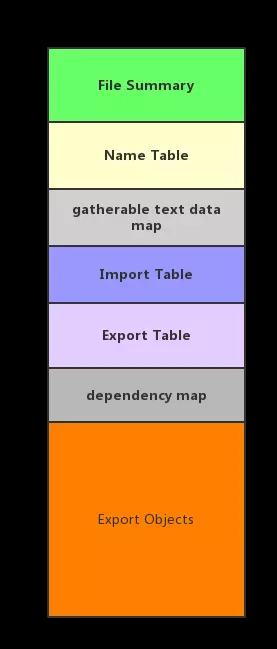 File Summary
Name Table
gatherable text data
map
Import Table
Export Table
dependency map
Export Objects